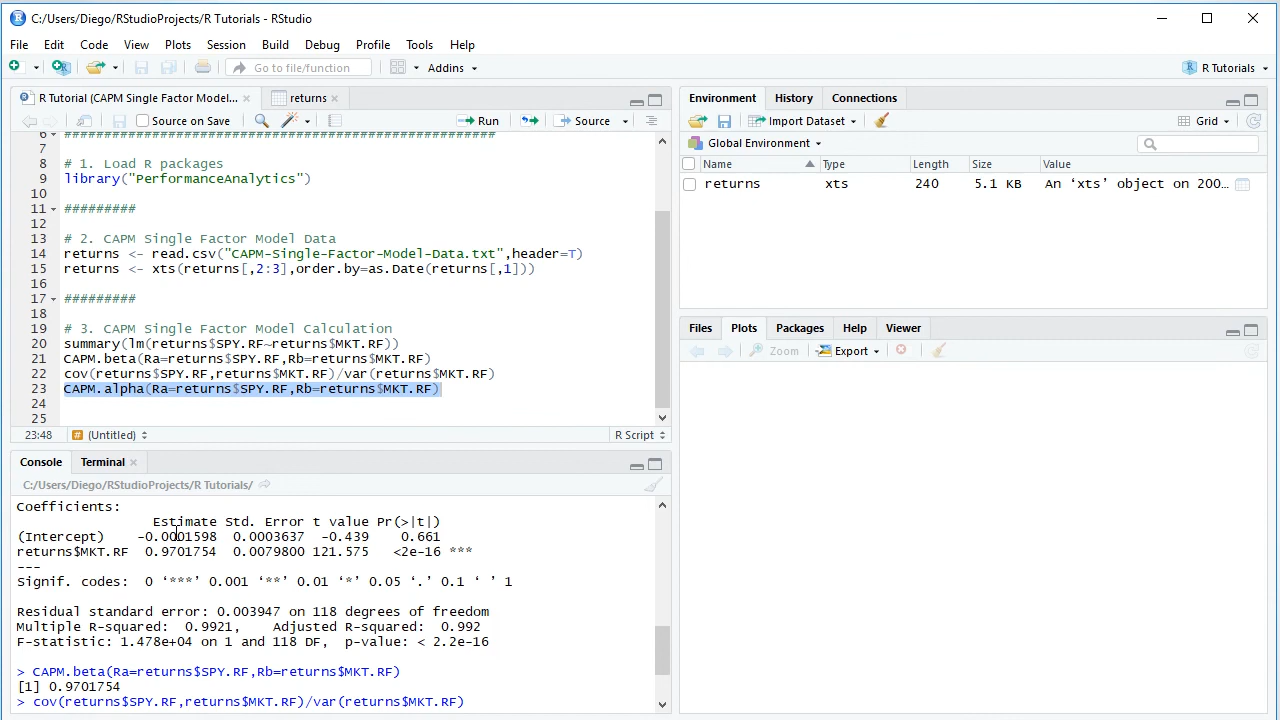 C:/Users/Diego/RStudioProjects/R Tutorials - RStudio
File Edit Code View Plots Session Build Debug Profile Tools Help
Go to file/function Addins R Tutorials
R Tutorial (CAPM Single Factor Model... returns
Source on Save Run Source
6 ######################################################
7
8 # 1. Load R packages
9 library("PerformanceAnalytics")
10
11 #########
12
13 # 2. CAPM Single Factor Model Data
14 returns <- read.csv("CAPM-Single-Factor-Model-Data.txt",header=T)
15 returns <- xts(returns[,2:3],order.by=as.Date(returns[,1]))
16
17 #########
18
19 # 3. CAPM Single Factor Model Calculation
20 summary(lm(returns$SPY.RF~returns$MKT.RF))
21 CAPM.beta(Ra=returns$SPY.RF,Rb=returns$MKT.RF)
22 cov(returns$SPY.RF,returns$MKT.RF)/var(returns$MKT.RF)
23 CAPM.alpha(Ra=returns$SPY.RF,Rb=returns$MKT.RF)
24
25
23:48 # (Untitled) R Script
Console Terminal
C:/Users/Diego/RStudioProjects/R Tutorials/
Coefficients:
Estimate Std. Error t value Pr(>|t|)
(Intercept) -0.0001598 0.0003637 -0.439 0.661
returns$MKT.RF 0.9701754 0.0079800 121.575 <2e-16 ***
---
Signif. codes: 0 ‘***’ 0.001 ‘**’ 0.01 ‘*’ 0.05 ‘.’ 0.1 ‘ ’ 1
Residual standard error: 0.003947 on 118 degrees of freedom
Multiple R-squared: 0.9921, Adjusted R-squared: 0.992
F-statistic: 1.478e+04 on 1 and 118 DF, p-value: < 2.2e-16
> CAPM.beta(Ra=returns$SPY.RF,Rb=returns$MKT.RF)
[1] 0.9701754
> cov(returns$SPY.RF,returns$MKT.RF)/var(returns$MKT.RF)
Environment History Connections
Import Dataset Grid
Global Environment
Name Type Length Size Value
returns xts 240 5.1 KB An ‘xts’ object on 200...
Files Plots Packages Help Viewer
Zoom Export